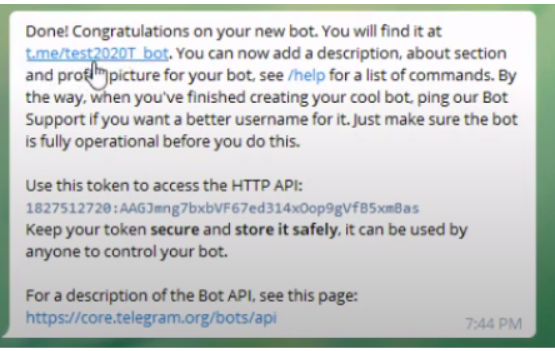 Done! Congratulations on your new bot. You will find it at
t.me/test2020T_bot. You can now add a description, about section
and profile picture for your bot, see /help for a list of commands. By
the way, when you've finished creating your cool bot, ping our Bot
Support if you want a better username for it. Just make sure the bot
is fully operational before you do this.
Use this token to access the HTTP API:
1827512720:AAGJmng7bxbVF67ed314xOop9gVfB5xmBas
Keep your token secure and store it safely, it can be used by
anyone to control your bot.
For a description of the Bot API, see this page:
https://core.telegram.org/bots/api
7:44 PM